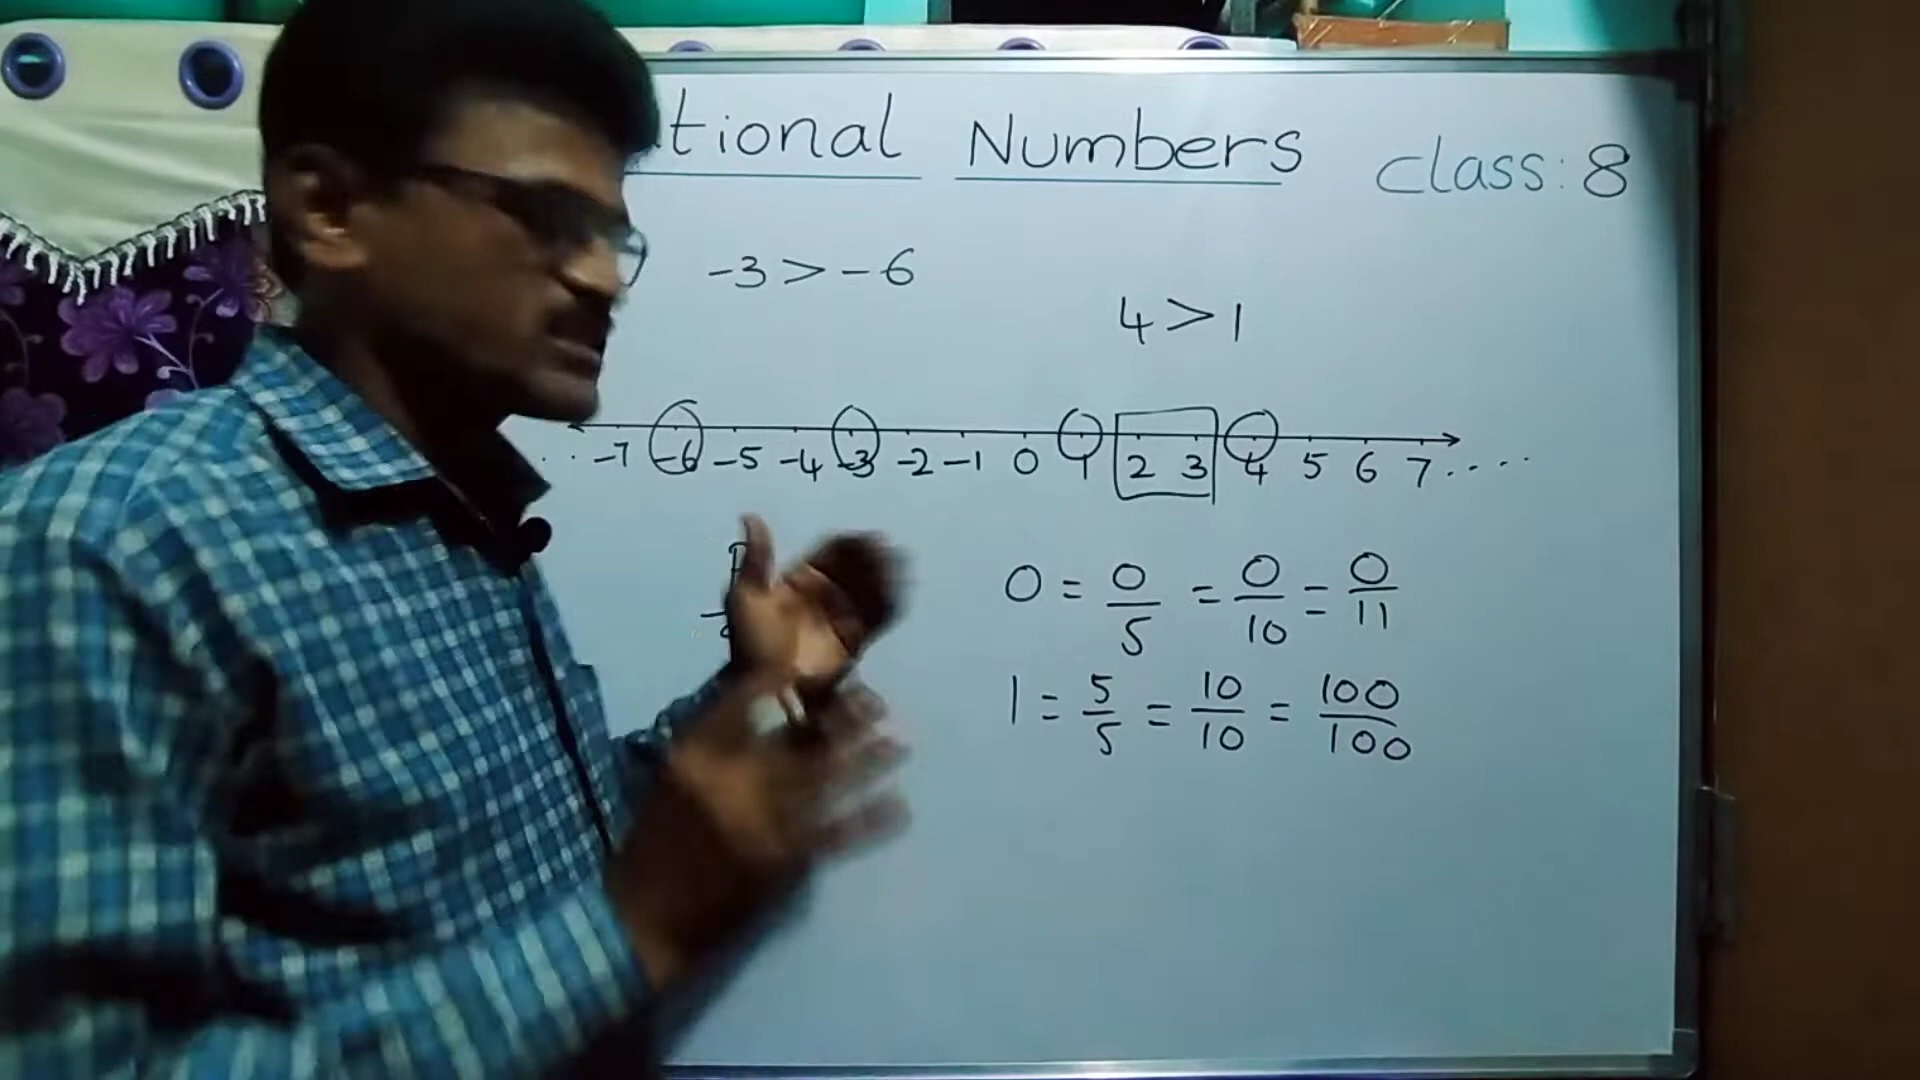 tional Numbers class: 8
-3 > -6
4 > 1
. . -7 -6 -5 -4 -3 -2 -1 0 1 2 3 4 5 6 7 . . . .
0 = 0/5 = 0/10 = 0/11
1 = 5/5 = 10/10 = 100/100